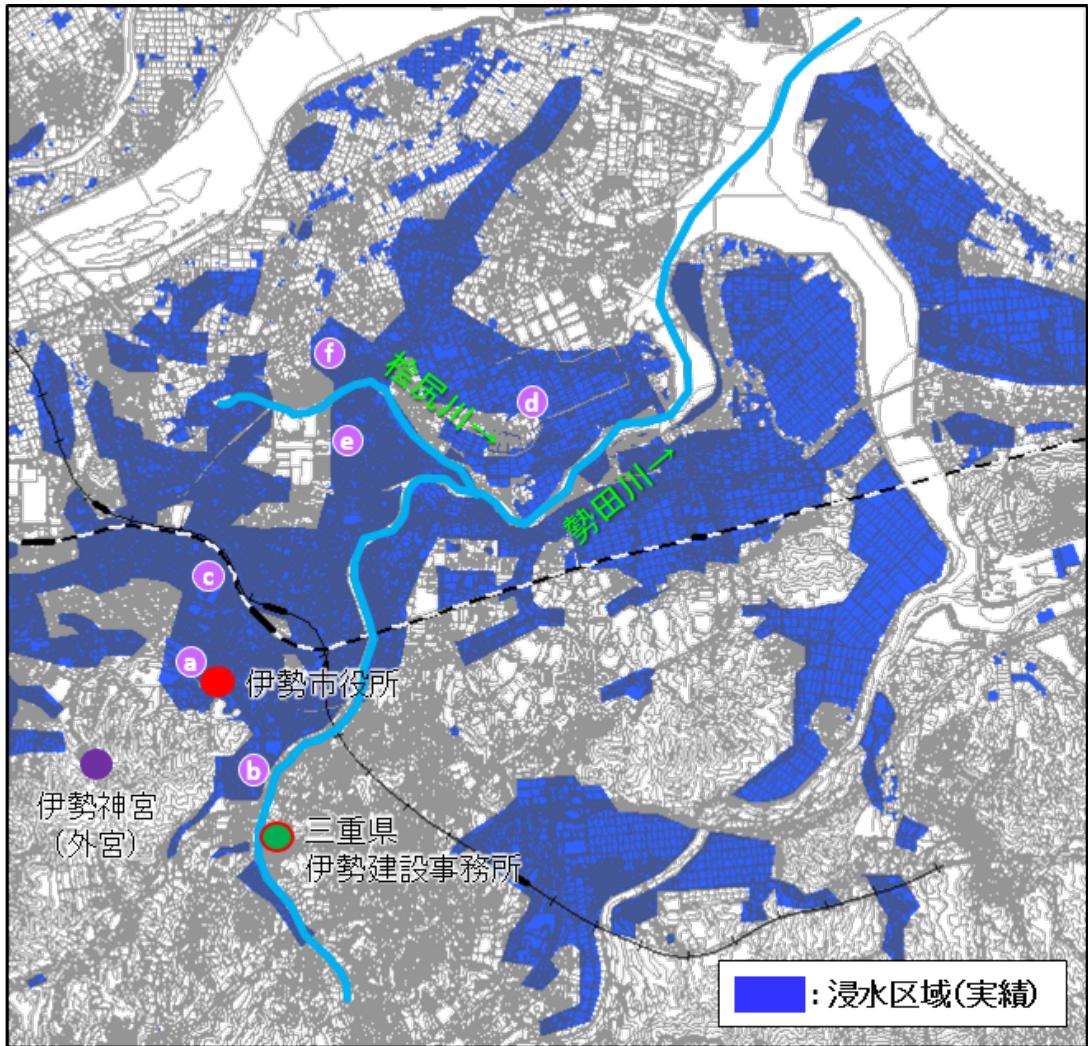 f
桧尻川→
d
e
勢田川→
c
a
伊勢市役所
b
伊勢神宮
（外宮）
三重県
伊勢建設事務所
：浸水区域(実績)